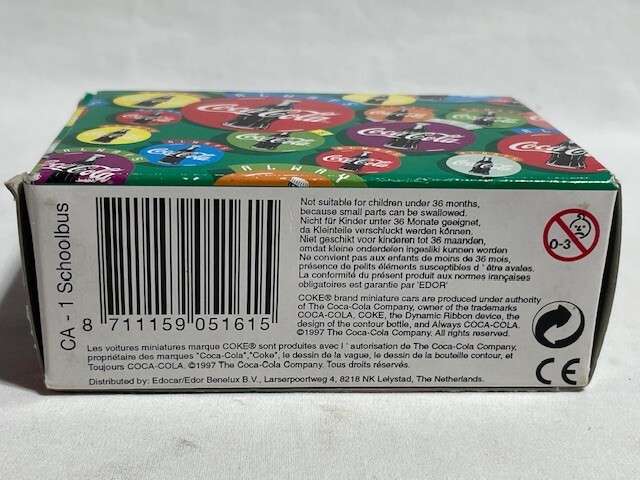 Coca-Cola
Coca-Cola
Coca-Cola
Coca-Cola
Coca-Cola
Coca-Cola
Coca-Cola
ALWAYS
CA - 1 Schoolbus
8 711159 051615
Not suitable for children under 36 months,
because small parts can be swallowed.
Nicht für Kinder unter 36 Monate geeignet,
da Kleinteile verschluckt werden können.
Niet geschikt voor kinderen tot 36 maanden,
omdat kleine onderdelen ingeslikt kunnen worden
Ne convient pas aux enfants de moins de 36 mois,
présence de petits éléments susceptibles d ' être avales.
La conformité du présent produit aux normes irançaises
obligatoires est garantie par 'EDOR'
0-3
COKE® brand miniature cars are produced under authority
of The Coca-Cola Company, owner of the trademarks
COCA-COLA, COKE, the Dynamic Ribbon device, the
design of the contour bottle, and Always COCA-COLA.
©1997 The Coca-Cola Company. All rights reserved.
Les voitures miniatures marque COKE® sont produites avec l ' autorisation de The Coca-Cola Company,
propriétaire des marques "Coca-Cola","Coke", le dessin de la vague, le dessin de la bouteille contour, et
Toujours COCA-COLA. ©1997 The Coca-Cola Company. Tous droits réservés.
Distributed by: Edocar/Edor Benelux B.V., Larserpoortweg 4, 8218 NK Lelystad, The Netherlands.
CE